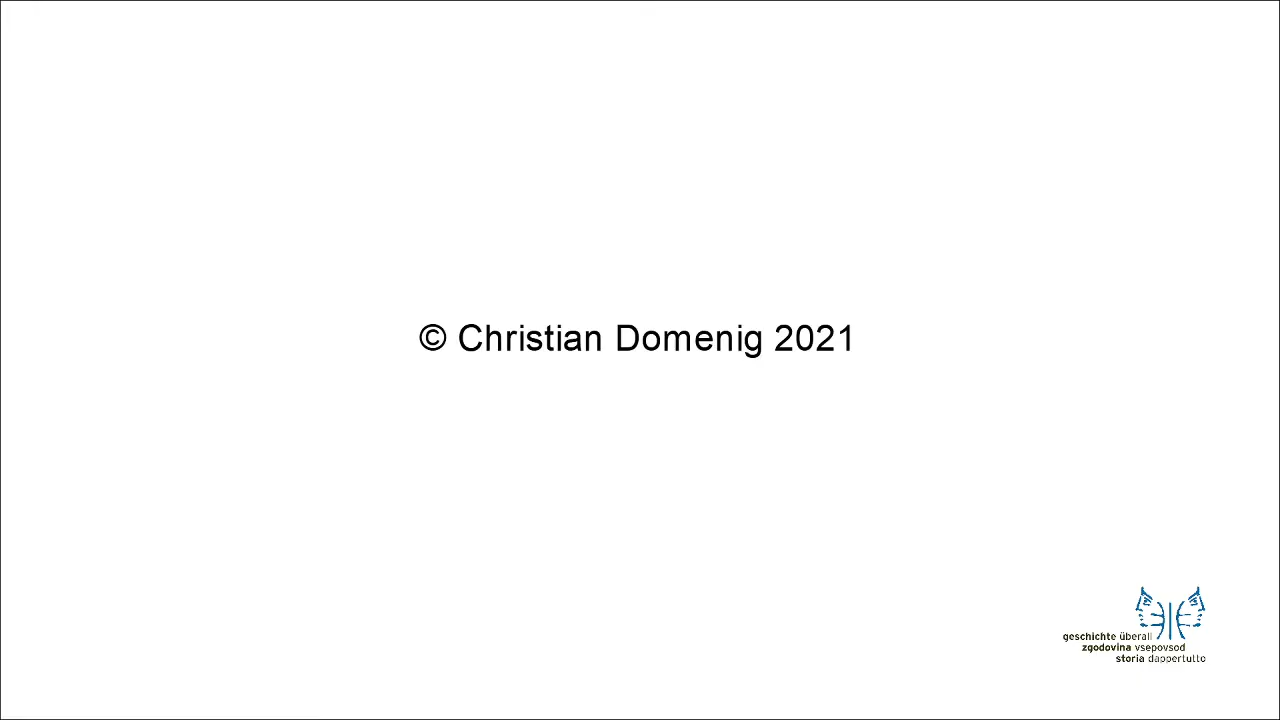 © Christian Domenig 2021
geschichte überall
zgodovina vsepovsod
storia dappertutto